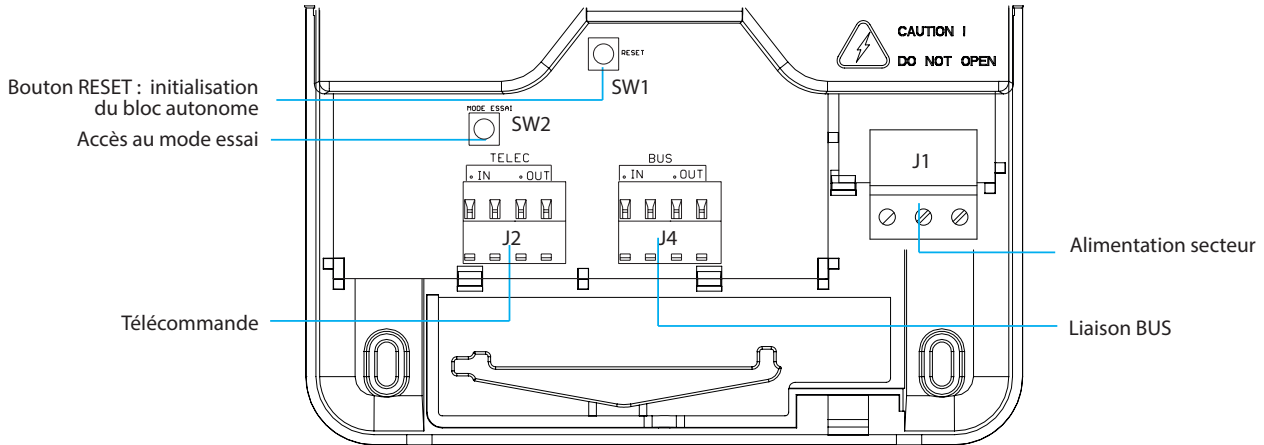 CAUTION !
DO NOT OPEN
RESET
SW1
Bouton RESET : initialisation
du bloc autonome
MODE ESSAI
SW2
Accès au mode essai
TELEC
IN OUT
BUS
IN OUT
J1
J2
J4
Alimentation secteur
Télécommande
Liaison BUS